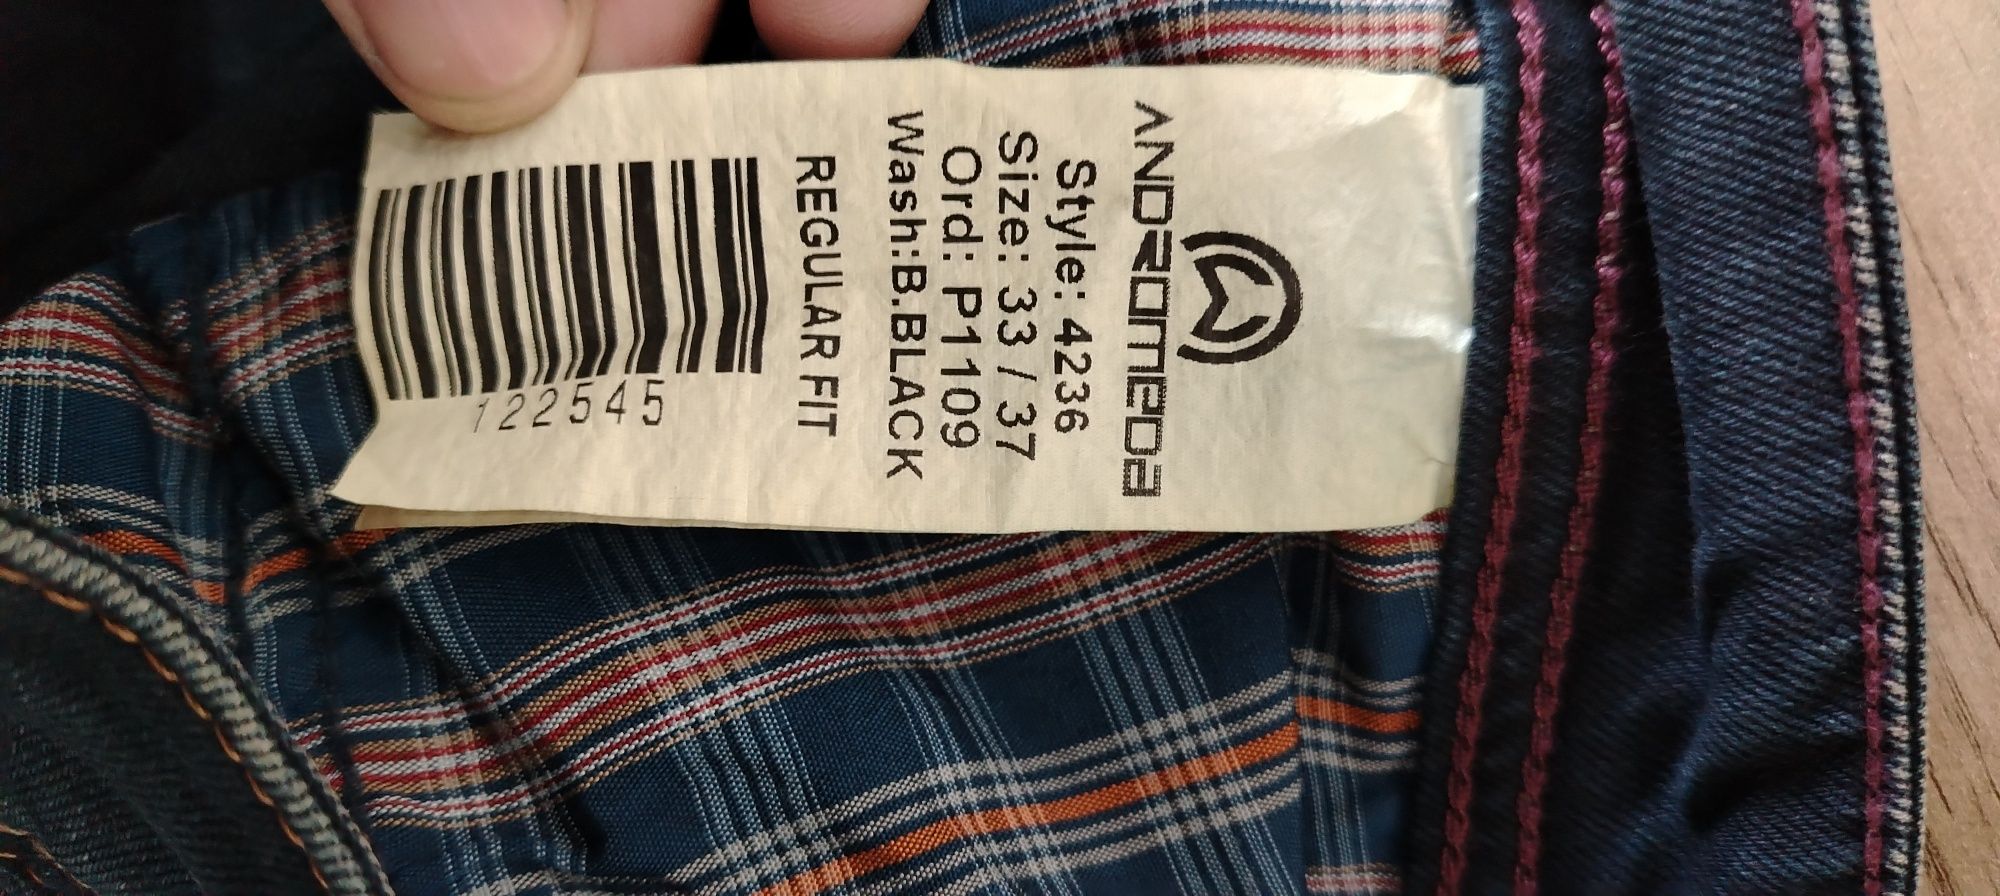 ANDROMEDA
Style: 4236
Size: 33 / 37
Ord: P1109
Wash:B.BLACK
REGULAR FIT
122545